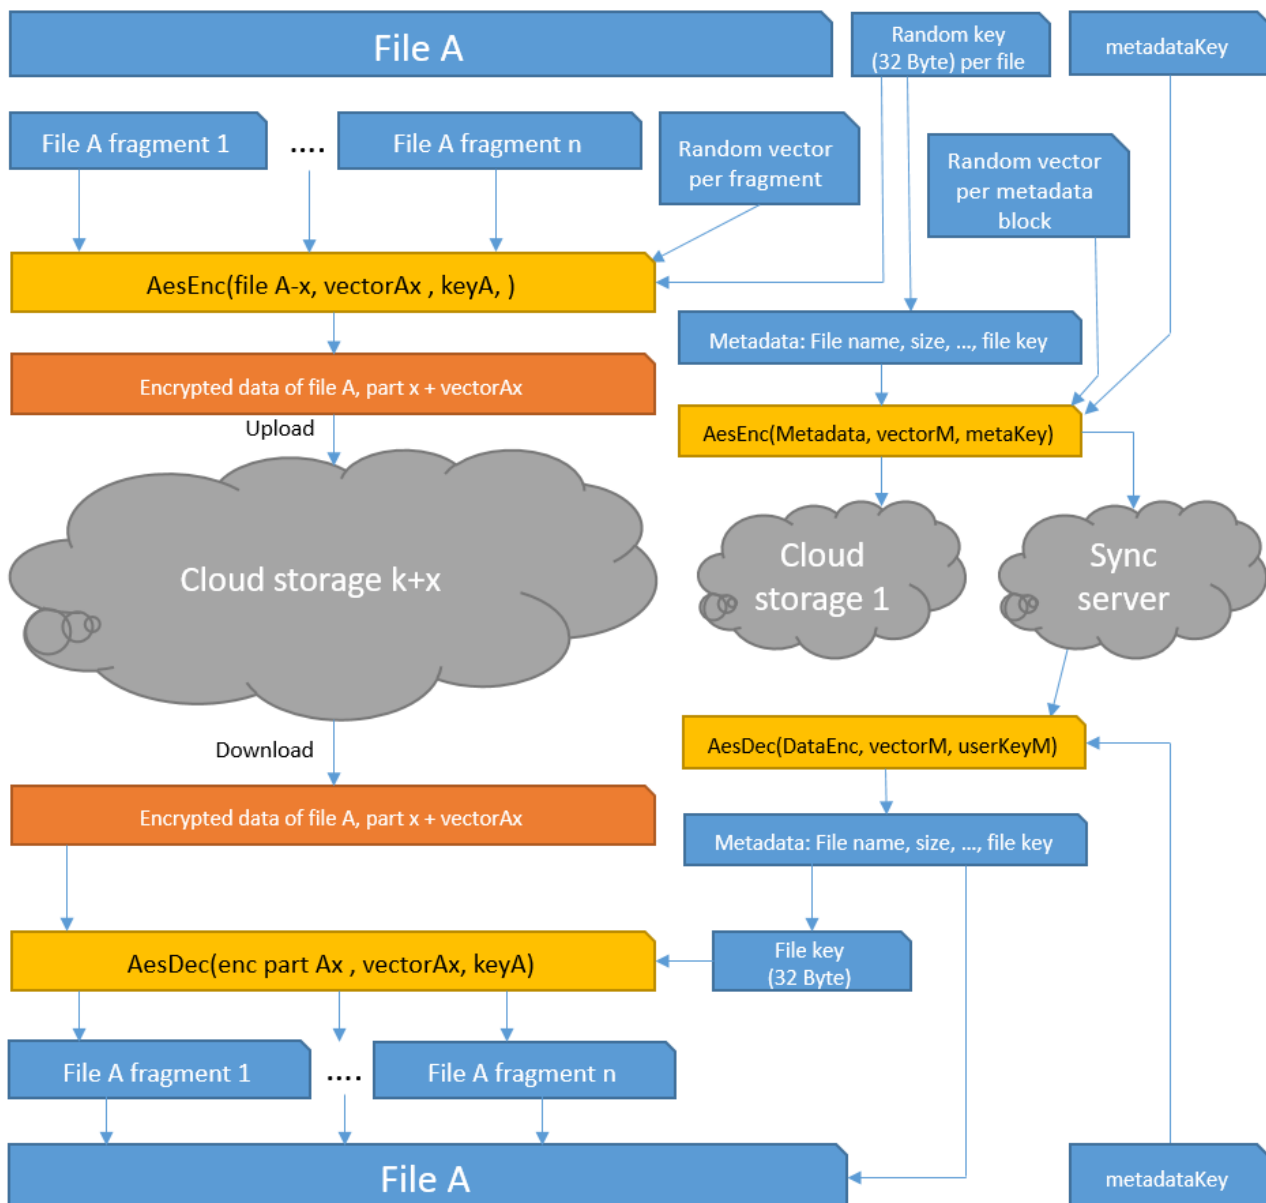 File A
Random key
(32 Byte) per file
metadataKey
File A fragment 1
....
File A fragment n
Random vector
per fragment
Random vector
per metadata
block
AesEnc(file A-x, vectorAx , keyA, )
Metadata: File name, size, ..., file key
Encrypted data of file A, part x + vectorAx
AesEnc(Metadata, vectorM, metaKey)
Upload
Cloud storage k+x
Cloud
storage 1
Sync
server
Download
AesDec(DataEnc, vectorM, userKeyM)
Encrypted data of file A, part x + vectorAx
Metadata: File name, size, ..., file key
AesDec(enc part Ax , vectorAx, keyA)
File key
(32 Byte)
File A fragment 1
....
File A fragment n
File A
metadataKey